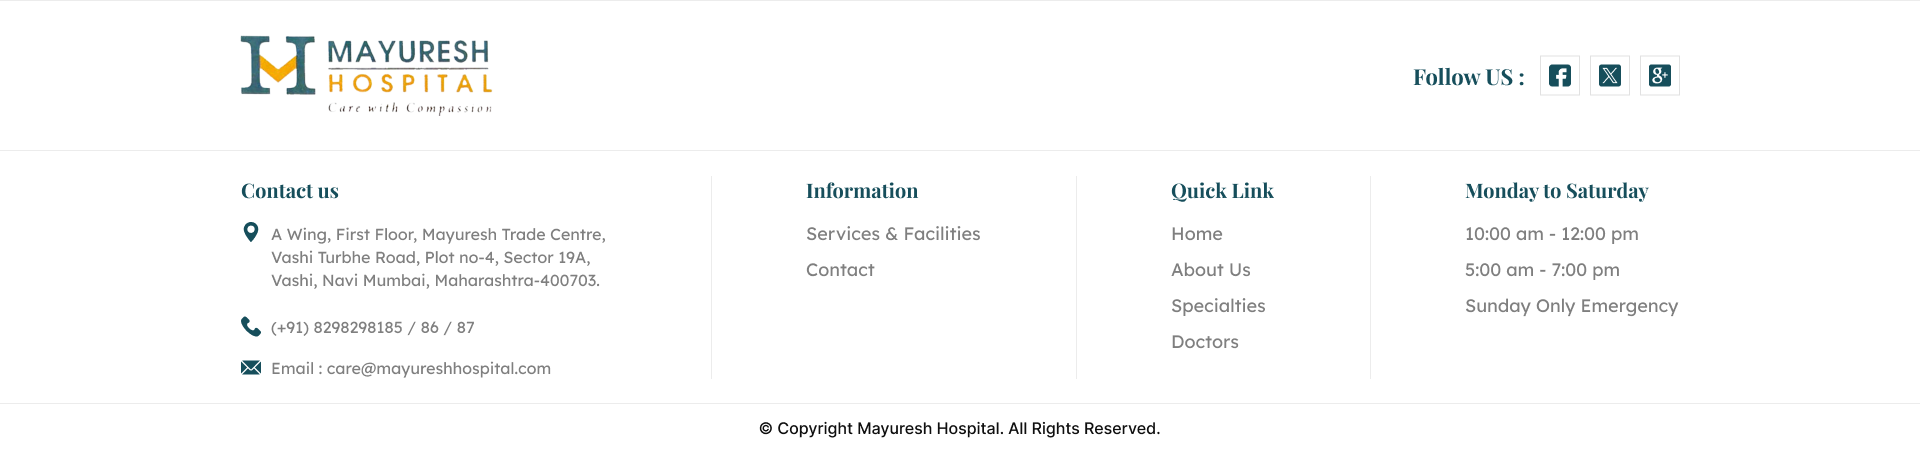 MAYURESH
HOSPITAL
Care with Compassion
Follow US :
Contact us
A Wing, First Floor, Mayuresh Trade Centre,
Vashi Turbhe Road, Plot no-4, Sector 19A,
Vashi, Navi Mumbai, Maharashtra-400703.
(+91) 8298298185 / 86 / 87
Email : care@mayureshhospital.com
Information
Services & Facilities
Contact
Quick Link
Home
About Us
Specialties
Doctors
Monday to Saturday
10:00 am - 12:00 pm
5:00 am - 7:00 pm
Sunday Only Emergency
© Copyright Mayuresh Hospital. All Rights Reserved.